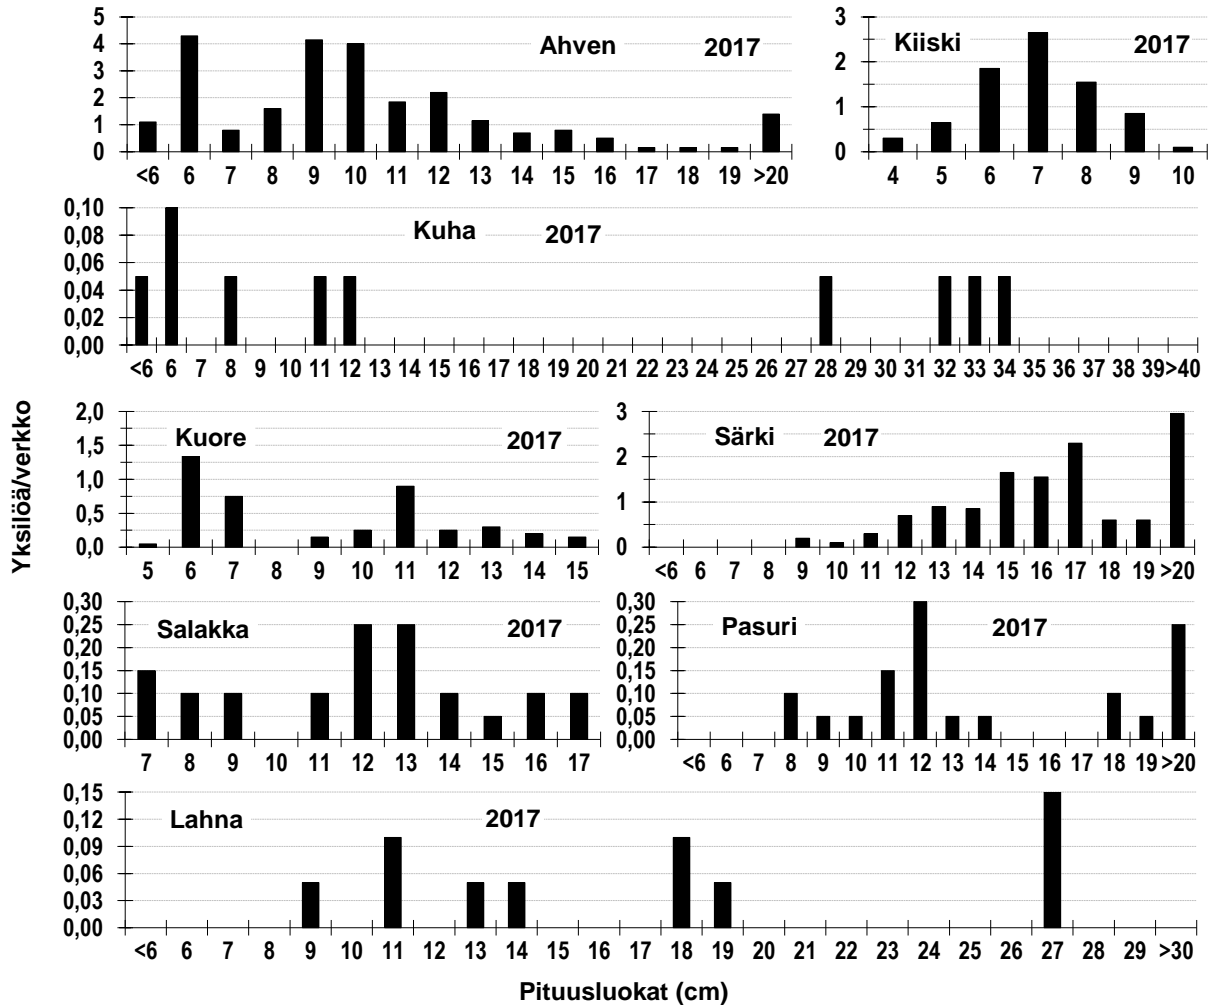 Yksilöä/verkko
Ahven 2017
5
4
3
2
1
0
<6 6 7 8 9 10 11 12 13 14 15 16 17 18 19 >20
Kiiski 2017
3
2
1
0
4 5 6 7 8 9 10
Kuha 2017
0,10
0,08
0,06
0,04
0,02
0,00
<6 6 7 8 9 10 11 12 13 14 15 16 17 18 19 20 21 22 23 24 25 26 27 28 29 30 31 32 33 34 35 36 37 38 39 >40
Kuore 2017
2,0
1,5
1,0
0,5
0,0
5 6 7 8 9 10 11 12 13 14 15
Särki 2017
3
2
1
0
<6 6 7 8 9 10 11 12 13 14 15 16 17 18 19 >20
Salakka 2017
0,30
0,25
0,20
0,15
0,10
0,05
0,00
7 8 9 10 11 12 13 14 15 16 17
Pasuri 2017
0,30
0,25
0,20
0,15
0,10
0,05
0,00
<6 6 7 8 9 10 11 12 13 14 15 16 17 18 19 >20
Lahna 2017
0,15
0,12
0,09
0,06
0,03
0,00
<6 6 7 8 9 10 11 12 13 14 15 16 17 18 19 20 21 22 23 24 25 26 27 28 29 >30
Pituusluokat (cm)